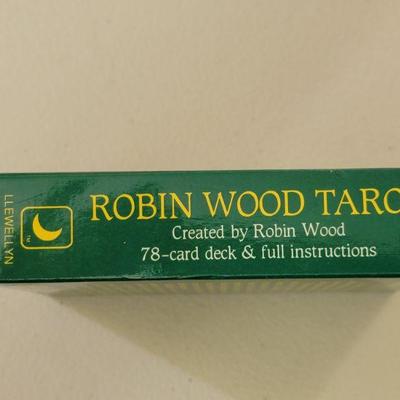 LLEWELLYN
ROBIN WOOD TARO
Created by Robin Wood
78-card deck & full instructions